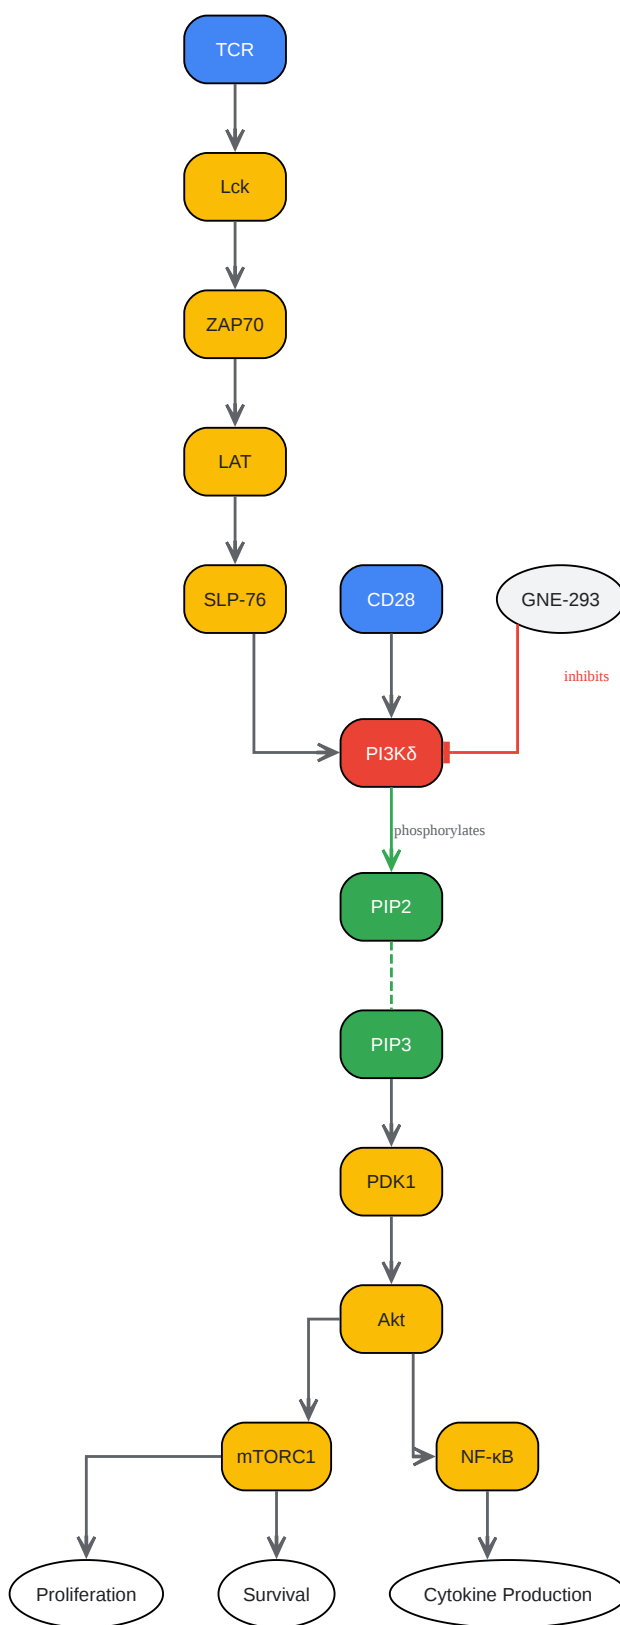 TCR
Lck
ZAP70
LAT
SLP-76
CD28
GNE-293
inhibits
PI3Kδ
phosphorylates
PIP2
PIP3
PDK1
Akt
mTORC1
NF-κB
Proliferation
Survival
Cytokine Production